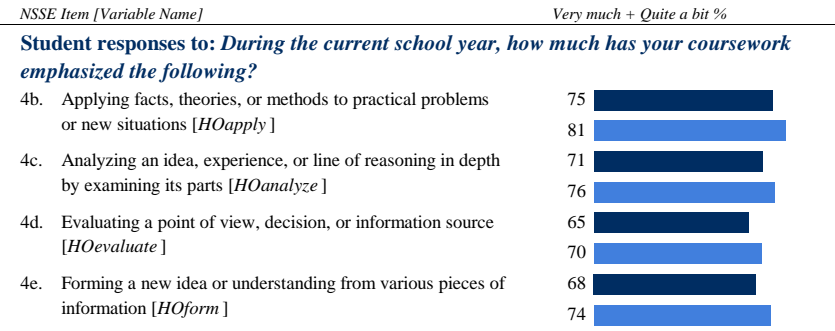 NSSE Item [Variable Name] Very much + Quite a bit %
Student responses to: During the current school year, how much has your coursework
emphasized the following?
4b. Applying facts, theories, or methods to practical problems 75
or new situations [HOapply ] 81
4c. Analyzing an idea, experience, or line of reasoning in depth 71
by examining its parts [HOanalyze ] 76
4d. Evaluating a point of view, decision, or information source 65
[HOevaluate ] 70
4e. Forming a new idea or understanding from various pieces of 68
information [HOform ] 74